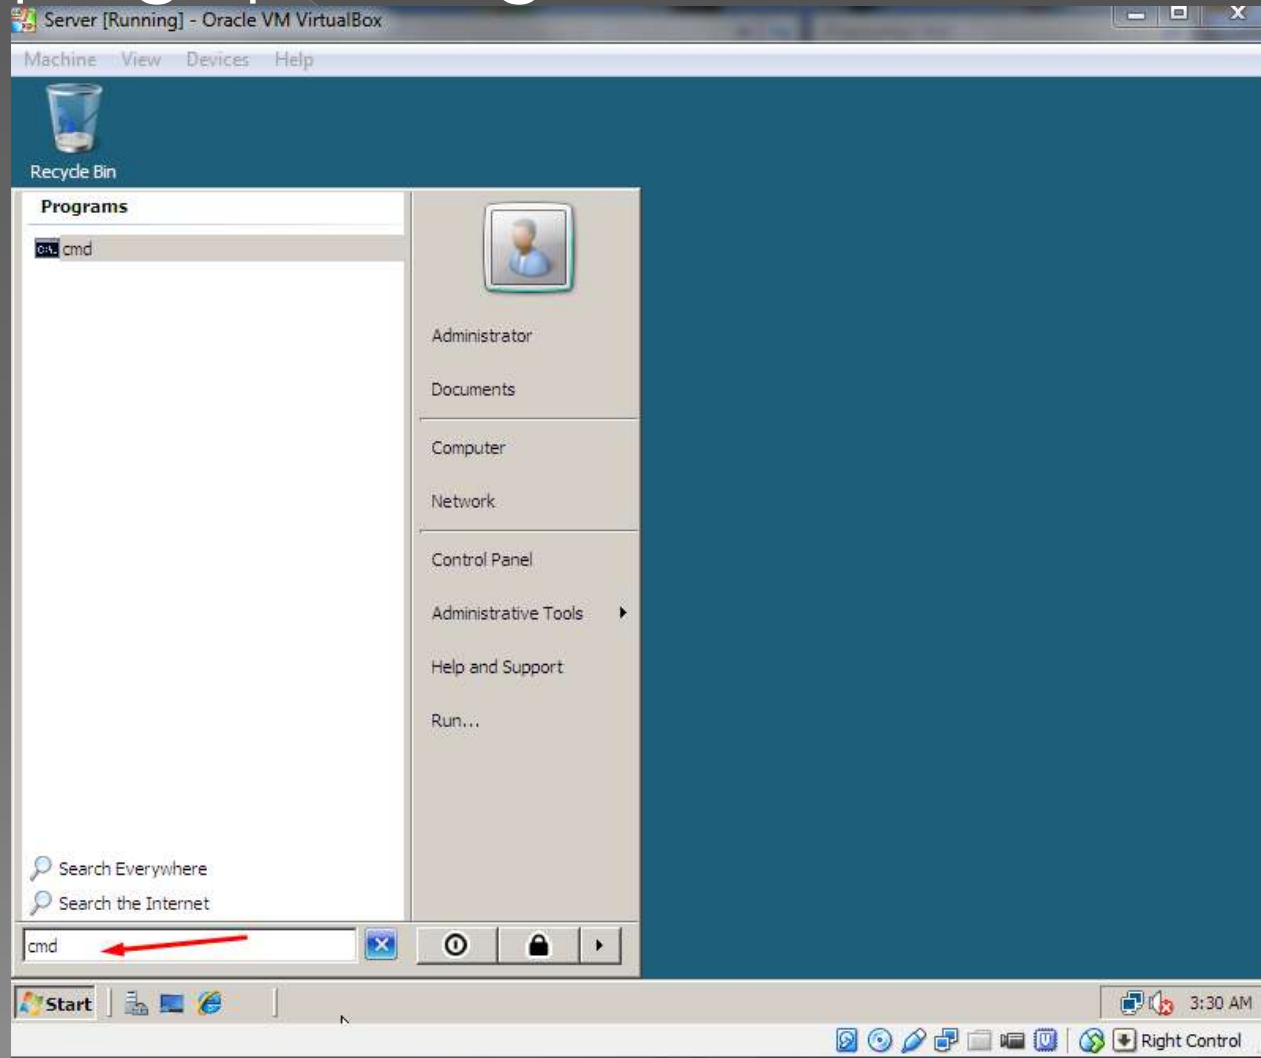 Server [Running] - Oracle VM VirtualBox
Machine View Devices Help
Recycle Bin
Programs
cmd
Administrator
Documents
Computer
Network
Control Panel
Administrative Tools
Help and Support
Run...
Search Everywhere
Search the Internet
cmd
Start
3:30 AM
Right Control